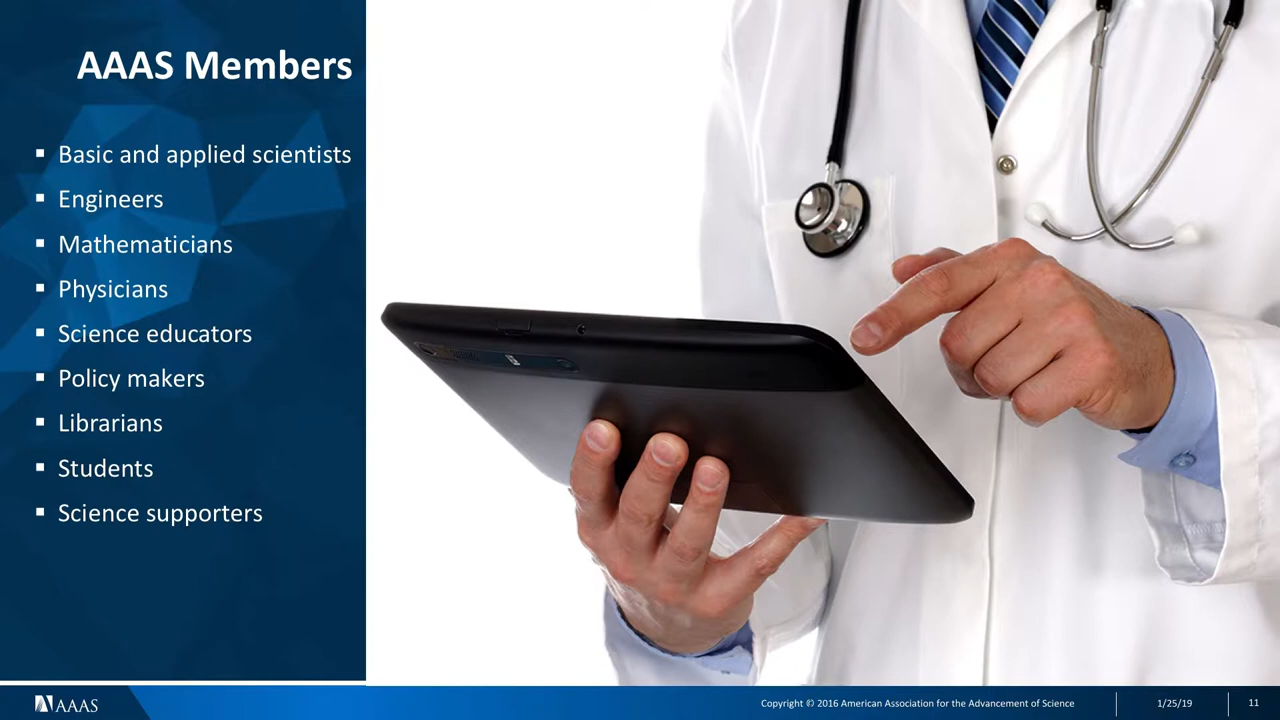 AAAS Members
▪ Basic and applied scientists
▪ Engineers
▪ Mathematicians
▪ Physicians
▪ Science educators
▪ Policy makers
▪ Librarians
▪ Students
▪ Science supporters
AAAS
Copyright © 2016 American Association for the Advancement of Science
1/25/19
11